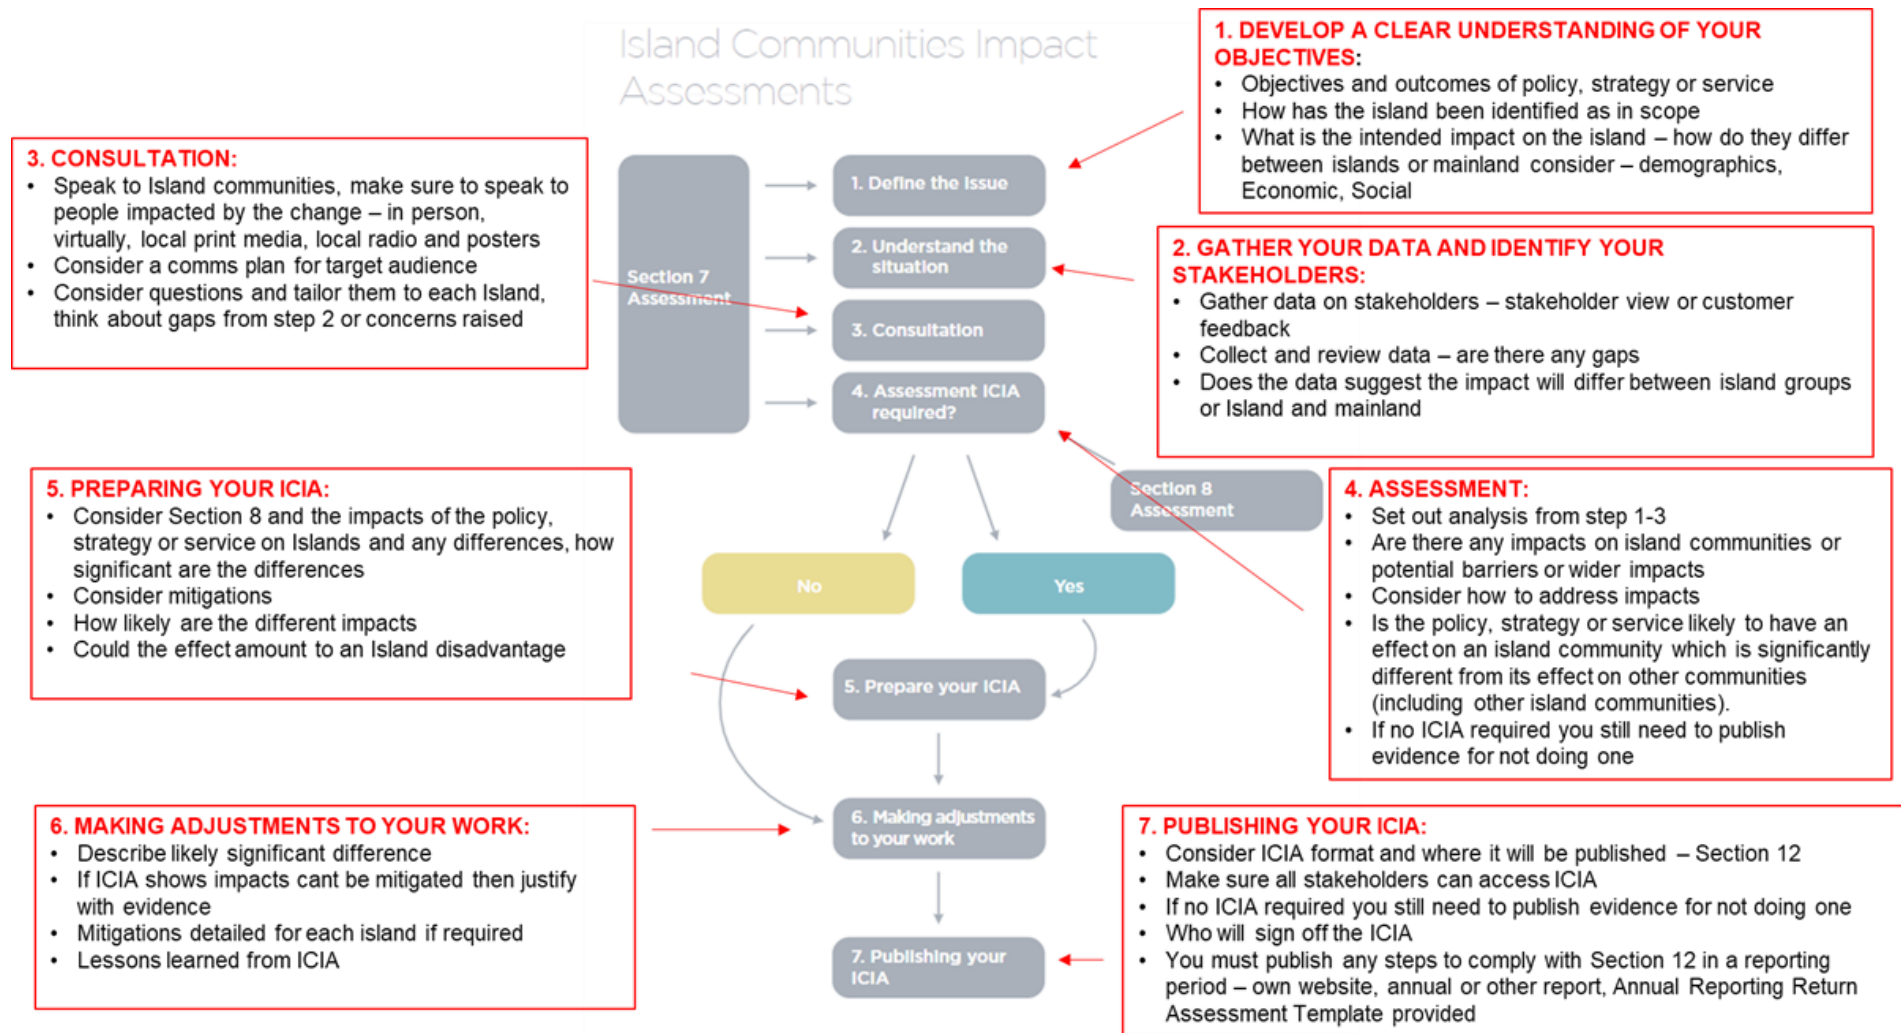 Island Communities Impact
Assessments
1. DEVELOP A CLEAR UNDERSTANDING OF YOUR
OBJECTIVES:
• Objectives and outcomes of policy, strategy or service
• How has the island been identified as in scope
• What is the intended impact on the island – how do they differ
between islands or mainland consider – demographics,
Economic, Social
3. CONSULTATION:
• Speak to Island communities, make sure to speak to
people impacted by the change – in person,
virtually, local print media, local radio and posters
• Consider a comms plan for target audience
• Consider questions and tailor them to each Island,
think about gaps from step 2 or concerns raised
Section 7
Assessment
1. Define the Issue
2. Understand the
situation
3. Consultation
4. Assessment ICIA
required?
2. GATHER YOUR DATA AND IDENTIFY YOUR
STAKEHOLDERS:
• Gather data on stakeholders – stakeholder view or customer
feedback
• Collect and review data – are there any gaps
• Does the data suggest the impact will differ between island groups
or Island and mainland
5. PREPARING YOUR ICIA:
• Consider Section 8 and the impacts of the policy,
strategy or service on Islands and any differences, how
significant are the differences
• Consider mitigations
• How likely are the different impacts
• Could the effect amount to an Island disadvantage
Section 8
Assessment
No
Yes
4. ASSESSMENT:
• Set out analysis from step 1-3
• Are there any impacts on island communities or
potential barriers or wider impacts
• Consider how to address impacts
• Is the policy, strategy or service likely to have an
effect on an island community which is significantly
different from its effect on other communities
(including other island communities).
• If no ICIA required you still need to publish
evidence for not doing one
5. Prepare your ICIA
6. MAKING ADJUSTMENTS TO YOUR WORK:
• Describe likely significant difference
• If ICIA shows impacts cant be mitigated then justify
with evidence
• Mitigations detailed for each island if required
• Lessons learned from ICIA
6. Making adjustments
to your work
7. Publishing your
ICIA
7. PUBLISHING YOUR ICIA:
• Consider ICIA format and where it will be published – Section 12
• Make sure all stakeholders can access ICIA
• If no ICIA required you still need to publish evidence for not doing one
• Who will sign off the ICIA
• You must publish any steps to comply with Section 12 in a reporting
period – own website, annual or other report, Annual Reporting Return
Assessment Template provided